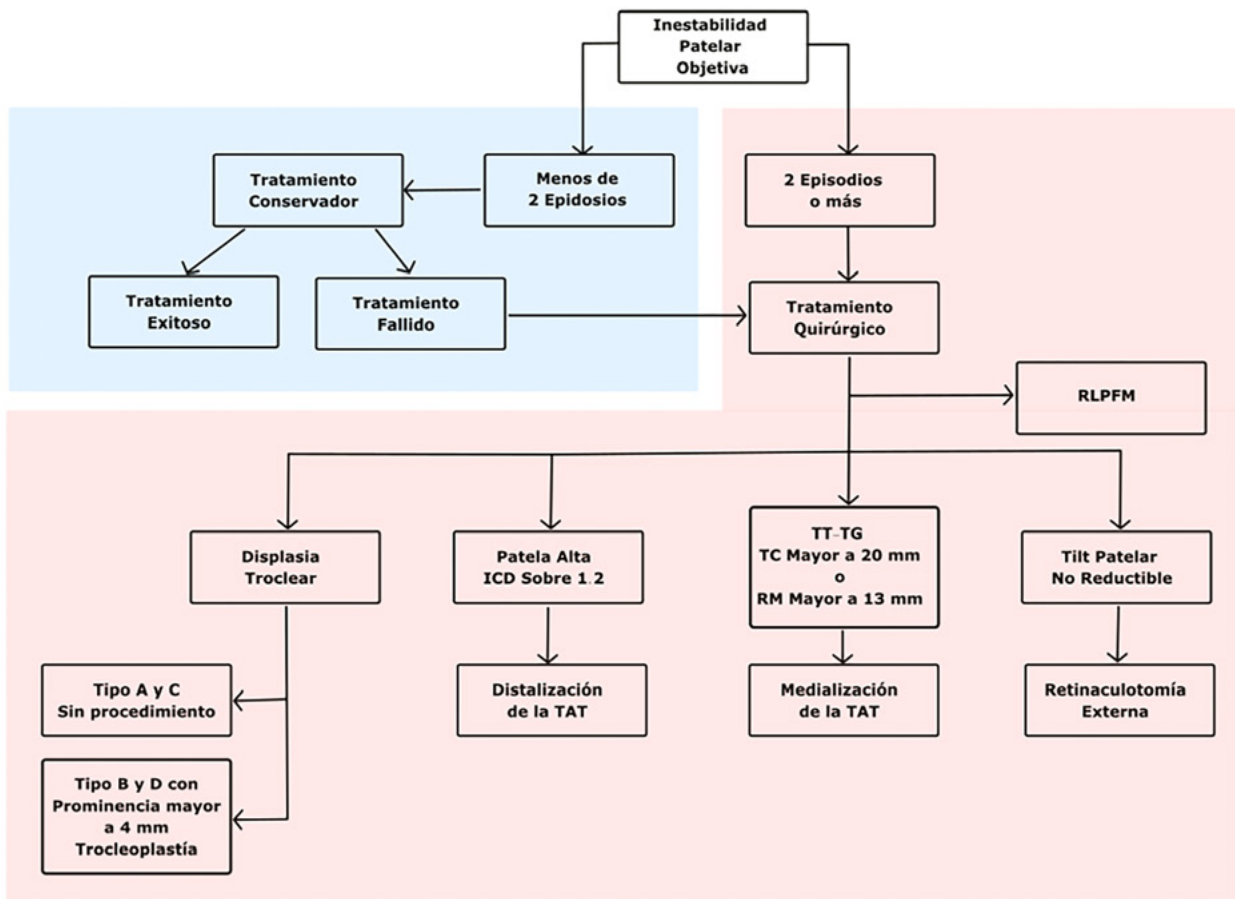 Inestabilidad
Patelar
Objetiva
Tratamiento
Conservador
Menos de
2 Epidosios
2 Episodios
o más
Tratamiento
Exitoso
Tratamiento
Fallido
Tratamiento
Quirúrgico
RLPFM
Displasia
Troclear
Patela Alta
ICD Sobre 1.2
TT-TG
TC Mayor a 20 mm
o
RM Mayor a 13 mm
Tilt Patelar
No Reductible
Tipo A y C
Sin procedimiento
Distalización
de la TAT
Medialización
de la TAT
Retinaculotomía
Externa
Tipo B y D con
Prominencia mayor
a 4 mm
Trocleoplastía